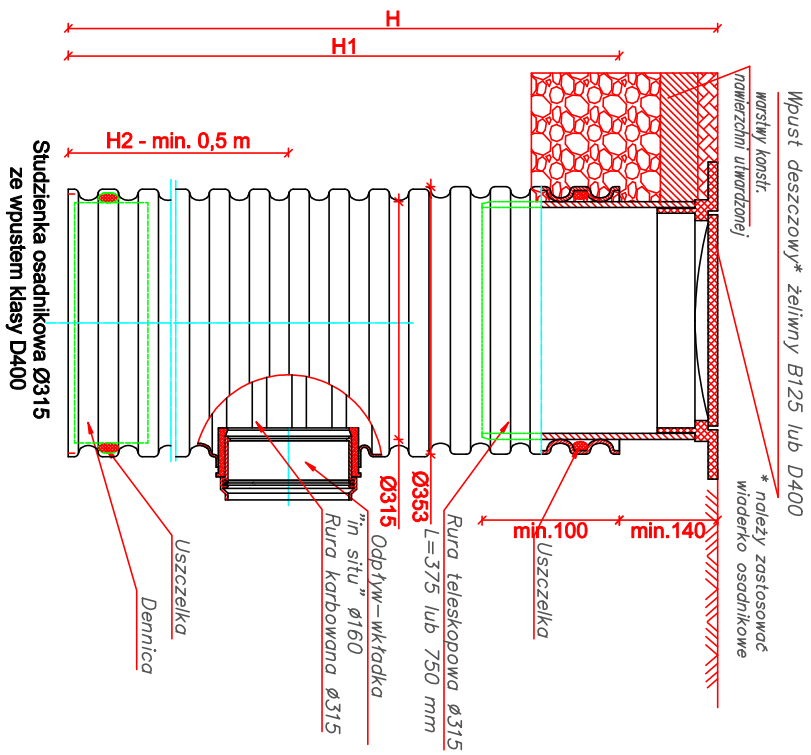 H
H1
H2 - min. 0,5 m
Wpust deszczowy* żeliwny B125 lub D400
warstwy konstr.
nawierzchni utwardzonej
* należy zastosować
wiaderko osadnikowe
min.140
min.100
Uszczelka
Rura teleskopowa Ø315
L=375 lub 750 mm
Ø353
Ø315
Odpływ-wkładka
"in situ" Ø160
Rura karbowana Ø315
Uszczelka
Dennica
Studzienka osadnikowa Ø315
ze wpustem klasy D400